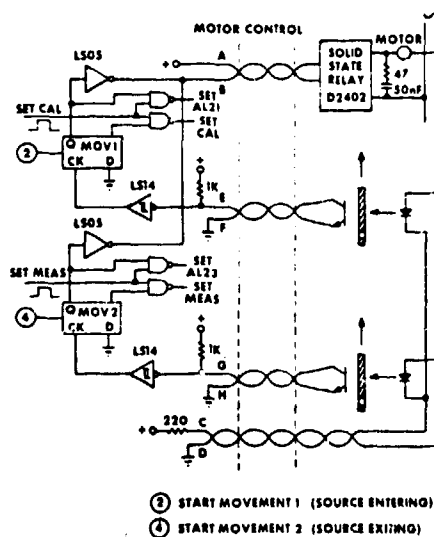 MOTOR CONTROL
MOTOR
LS05
+
A
B
SOLID
STATE
RELAY
D2402
47
50nF
SET
AL21
SET CAL
SET
CAL
2
Q
MOV1
CK
D
+
1K
LS14
E
F
LS05
SET
AL23
SET MEAS
SET
MEAS
4
Q
MOV 2
CK
D
+
1K
LS14
G
H
220
+
C
D
2 START MOVEMENT 1 (SOURCE ENTERING)
4 START MOVEMENT 2 (SOURCE EXITING)